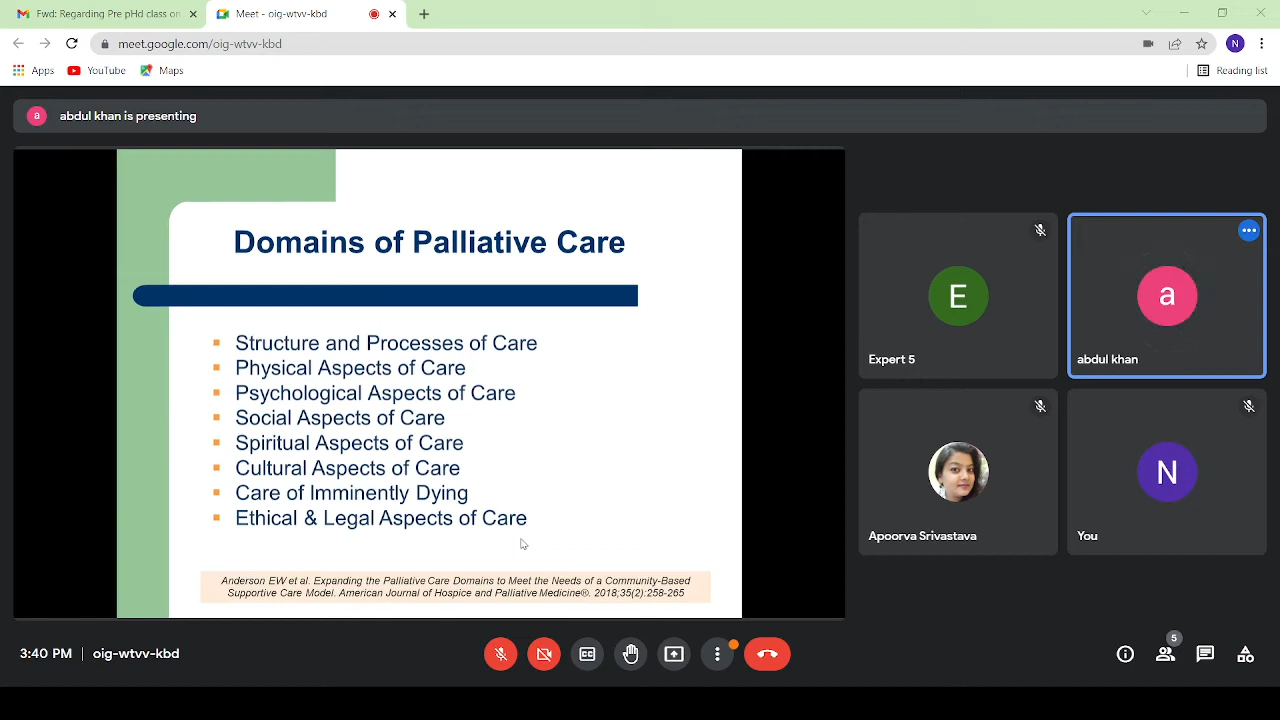 Fwd: Regarding Pre pHd class on
Meet - oig-wtvv-kbd
meet.google.com/oig-wtvv-kbd
N
Apps
YouTube
Maps
Reading list
a
abdul khan is presenting
Domains of Palliative Care
Structure and Processes of Care
Physical Aspects of Care
Psychological Aspects of Care
Social Aspects of Care
Spiritual Aspects of Care
Cultural Aspects of Care
Care of Imminently Dying
Ethical & Legal Aspects of Care
Anderson EW et al. Expanding the Palliative Care Domains to Meet the Needs of a Community-Based
Supportive Care Model. American Journal of Hospice and Palliative Medicine®. 2018;35(2):258-265
E
Expert 5
a
abdul khan
Apoorva Srivastava
N
You
3:40 PM
oig-wtvv-kbd
CC
5